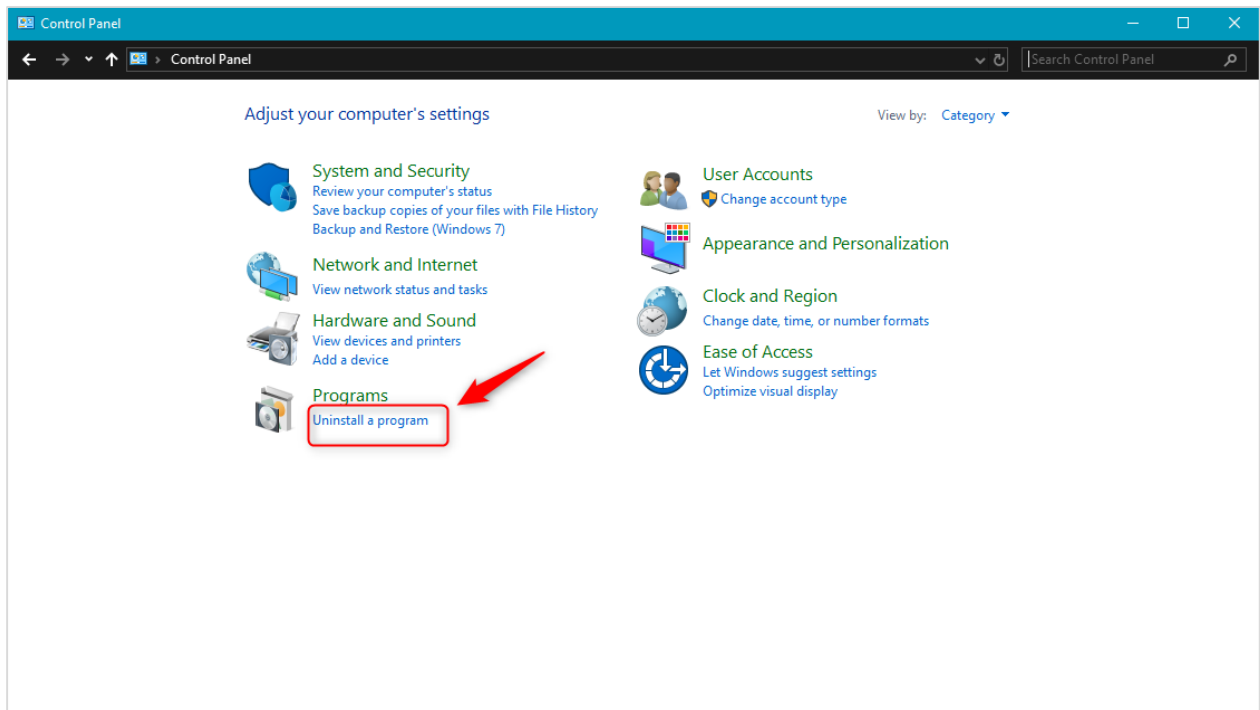 Control Panel
Control Panel
Search Control Panel
Adjust your computer's settings
View by: Category
System and Security
Review your computer's status
Save backup copies of your files with File History
Backup and Restore (Windows 7)
Network and Internet
View network status and tasks
Hardware and Sound
View devices and printers
Add a device
Programs
Uninstall a program
User Accounts
Change account type
Appearance and Personalization
Clock and Region
Change date, time, or number formats
Ease of Access
Let Windows suggest settings
Optimize visual display